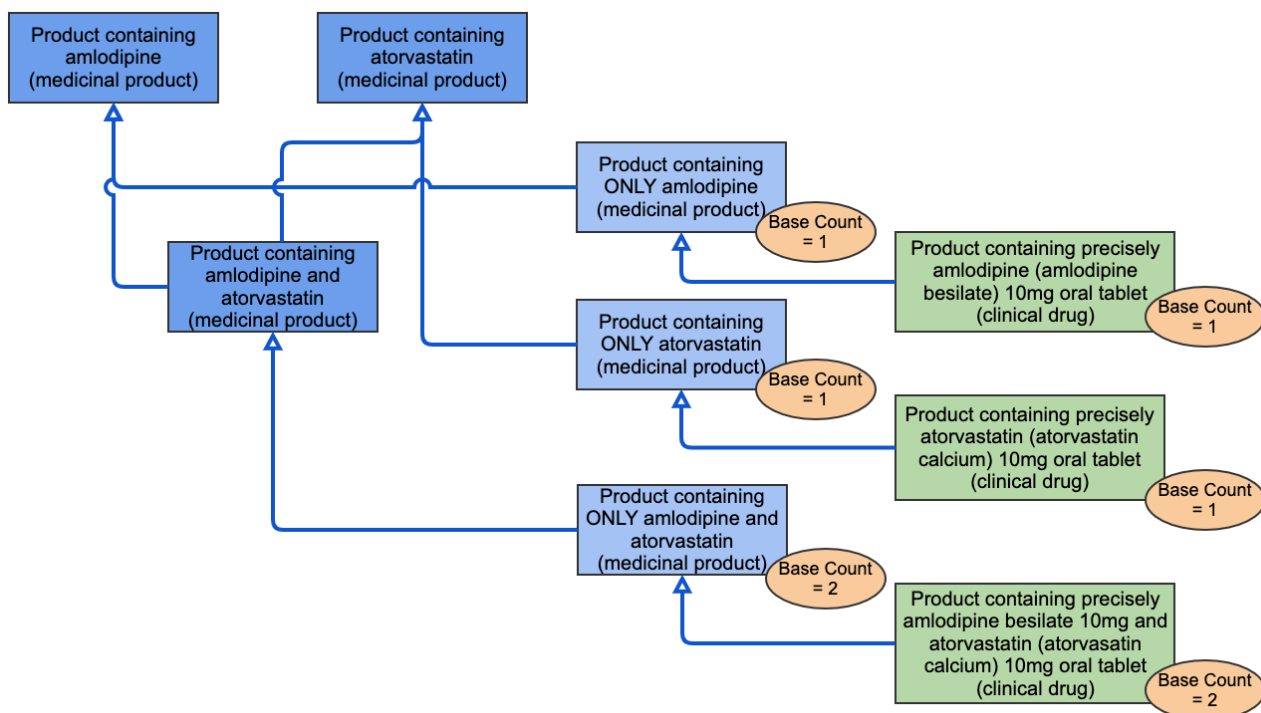 Product containing
amlodipine
(medicinal product)
Product containing
atorvastatin
(medicinal product)
Product containing
ONLY amlodipine
(medicinal product)
Base Count
= 1
Product containing
amlodipine and
atorvastatin
(medicinal product)
Product containing precisely
amlodipine (amlodipine
besilate) 10mg oral tablet
(clinical drug)
Base Count
= 1
Product containing
ONLY atorvastatin
(medicinal product)
Base Count
= 1
Product containing precisely
atorvastatin (atorvastatin
calcium) 10mg oral tablet
(clinical drug)
Base Count
= 1
Product containing
ONLY amlodipine and
atorvastatin
(medicinal product)
Base Count
= 2
Product containing precisely
amlodipine besilate 10mg and
atorvastatin (atorvasatin
calcium) 10mg oral tablet
(clinical drug)
Base Count
= 2